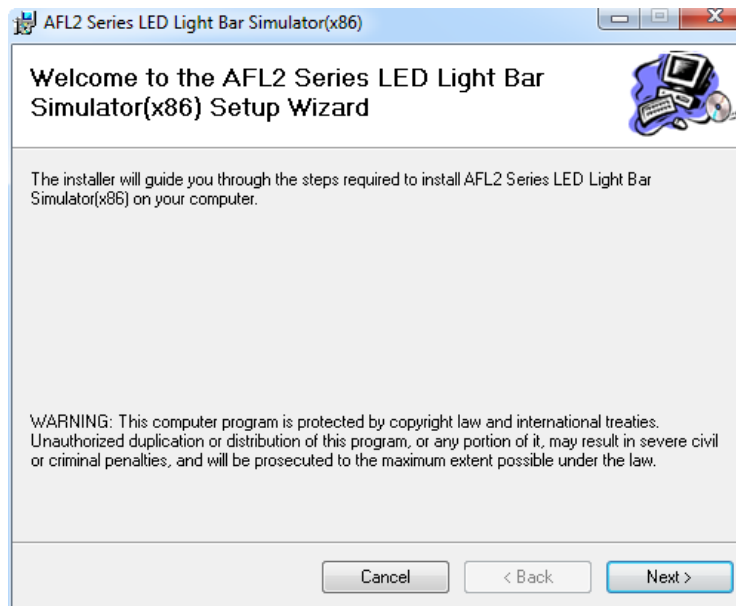 AFL2 Series LED Light Bar Simulator(x86)
Welcome to the AFL2 Series LED Light Bar
Simulator(x86) Setup Wizard
The installer will guide you through the steps required to install AFL2 Series LED Light Bar
Simulator(x86) on your computer.
WARNING: This computer program is protected by copyright law and international treaties.
Unauthorized duplication or distribution of this program, or any portion of it, may result in severe civil
or criminal penalties, and will be prosecuted to the maximum extent possible under the law.
Cancel
< Back
Next >